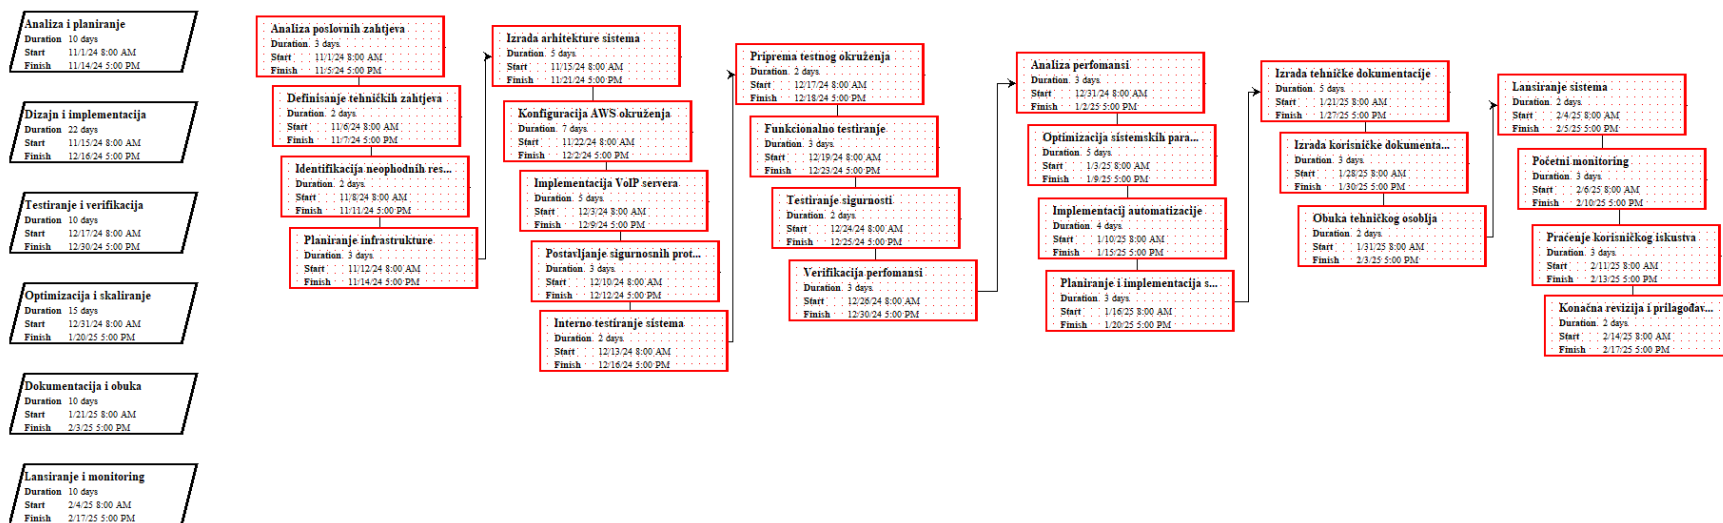 Analiza i planiranje
Duration 10 days
Start 11/1/24 8:00 AM
Finish 11/14/24 5:00 PM
Dizajn i implementacija
Duration 22 days
Start 11/15/24 8:00 AM
Finish 12/16/24 5:00 PM
Testiranje i verifikacija
Duration 10 days
Start 12/17/24 8:00 AM
Finish 12/30/24 5:00 PM
Optimizacija i skaliranje
Duration 15 days
Start 12/31/24 8:00 AM
Finish 1/20/25 5:00 PM
Dokumentacija i obuka
Duration 10 days
Start 1/21/25 8:00 AM
Finish 2/3/25 5:00 PM
Lansiranje i monitoring
Duration 10 days
Start 2/4/25 8:00 AM
Finish 2/17/25 5:00 PM
Analiza poslovnih zahtjeva
Duration 3 days
Start 11/1/24 8:00 AM
Finish 11/5/24 5:00 PM
Definisanje tehničkih zahtjeva
Duration 2 days
Start 11/6/24 8:00 AM
Finish 11/7/24 5:00 PM
Identifikacija neophodnih res...
Duration 2 days
Start 11/8/24 8:00 AM
Finish 11/11/24 5:00 PM
Planiranje infrastrukture
Duration 3 days
Start 11/12/24 8:00 AM
Finish 11/14/24 5:00 PM
Izrada arhitekture sistema
Duration 5 days
Start 11/15/24 8:00 AM
Finish 11/21/24 5:00 PM
Konfiguracija AWS okruženja
Duration 7 days
Start 11/22/24 8:00 AM
Finish 12/2/24 5:00 PM
Implementacija VoIP servera
Duration 5 days
Start 12/3/24 8:00 AM
Finish 12/9/24 5:00 PM
Postavljanje sigurnosnih prot...
Duration 3 days
Start 12/10/24 8:00 AM
Finish 12/12/24 5:00 PM
Interno testiranje sistema
Duration 2 days
Start 12/13/24 8:00 AM
Finish 12/16/24 5:00 PM
Priprema testnog okruženja
Duration 2 days
Start 12/17/24 8:00 AM
Finish 12/18/24 5:00 PM
Funkcionalno testiranje
Duration 3 days
Start 12/19/24 8:00 AM
Finish 12/23/24 5:00 PM
Testiranje sigurnosti
Duration 2 days
Start 12/24/24 8:00 AM
Finish 12/25/24 5:00 PM
Verifikacija perfomansi
Duration 3 days
Start 12/26/24 8:00 AM
Finish 12/30/24 5:00 PM
Analiza perfomansi
Duration 3 days
Start 12/31/24 8:00 AM
Finish 1/2/25 5:00 PM
Optimizacija sistemskih para...
Duration 5 days
Start 1/3/25 8:00 AM
Finish 1/9/25 5:00 PM
Implementacij automatizacije
Duration 4 days
Start 1/10/25 8:00 AM
Finish 1/15/25 5:00 PM
Planiranje i implementacija s...
Duration 3 days
Start 1/16/25 8:00 AM
Finish 1/20/25 5:00 PM
Izrada tehničke dokumentacije
Duration 5 days
Start 1/21/25 8:00 AM
Finish 1/27/25 5:00 PM
Izrada korisničke dokumenta...
Duration 3 days
Start 1/28/25 8:00 AM
Finish 1/30/25 5:00 PM
Obuka tehničkog osoblja
Duration 2 days
Start 1/31/25 8:00 AM
Finish 2/3/25 5:00 PM
Lansiranje sistema
Duration 2 days
Start 2/4/25 8:00 AM
Finish 2/5/25 5:00 PM
Početni monitoring
Duration 3 days
Start 2/6/25 8:00 AM
Finish 2/10/25 5:00 PM
Praćenje korisničkog iskustva
Duration 3 days
Start 2/11/25 8:00 AM
Finish 2/13/25 5:00 PM
Konačna revizija i prilagođav...
Duration 2 days
Start 2/14/25 8:00 AM
Finish 2/17/25 5:00 PM